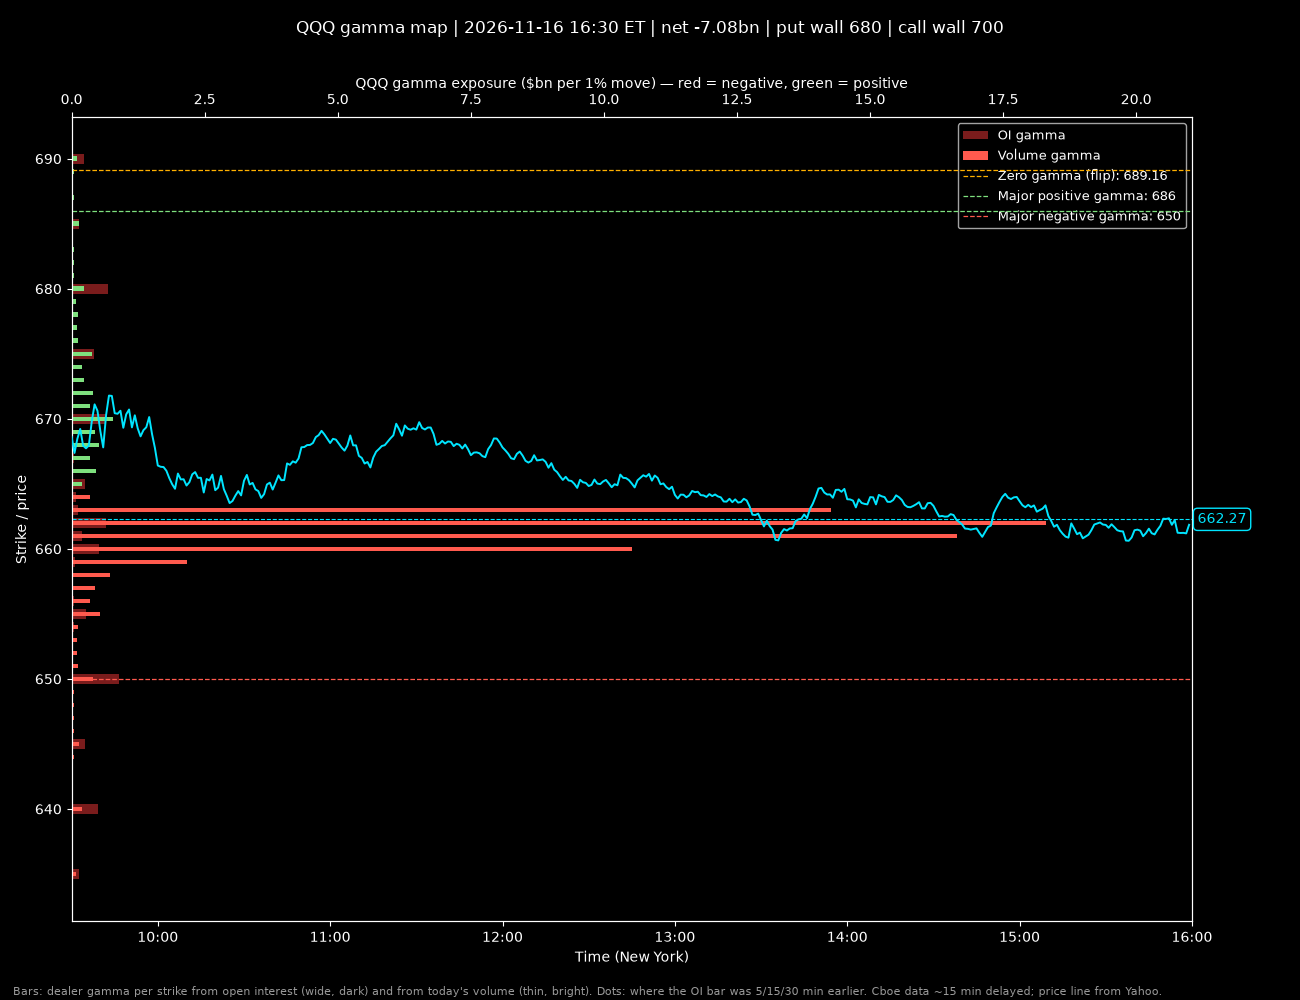 QQQ gamma map | 2026-11-16 16:30 ET | net -7.08bn | put wall 680 | call wall 700
QQQ gamma exposure ($bn per 1% move) — red = negative, green = positive
0.0 2.5 5.0 7.5 10.0 12.5 15.0 17.5 20.0
OI gamma
Volume gamma
Zero gamma (flip): 689.16
Major positive gamma: 686
Major negative gamma: 650
690
680
670
660
650
640
Strike / price
662.27
10:00 11:00 12:00 13:00 14:00 15:00 16:00
Time (New York)
Bars: dealer gamma per strike from open interest (wide, dark) and from today's volume (thin, bright). Dots: where the OI bar was 5/15/30 min earlier. Cboe data ~15 min delayed; price line from Yahoo.